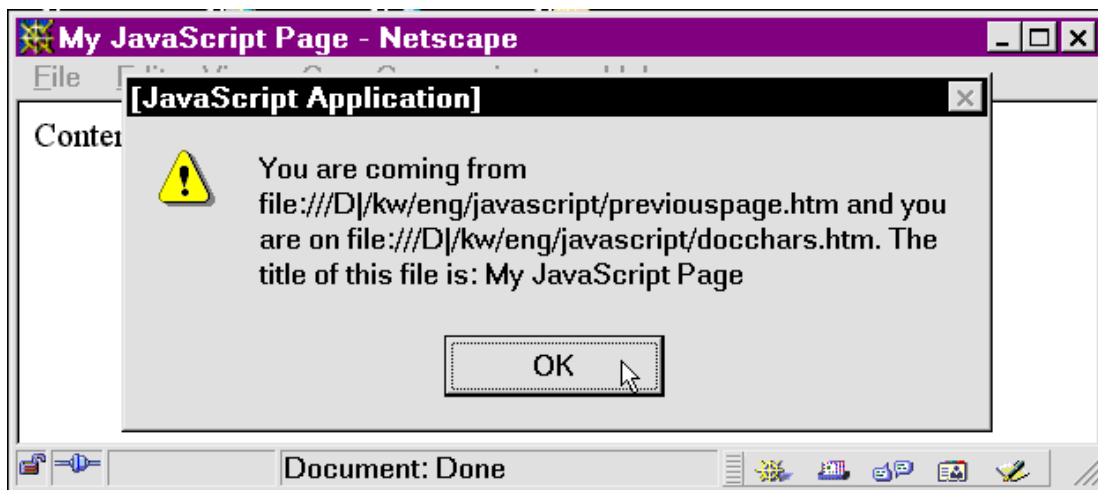 My JavaScript Page - Netscape
File
[JavaScript Application]
You are coming from
file:///D|/kw/eng/javascript/previouspage.htm and you
are on file:///D|/kw/eng/javascript/docchars.htm. The
title of this file is: My JavaScript Page
OK
Document: Done